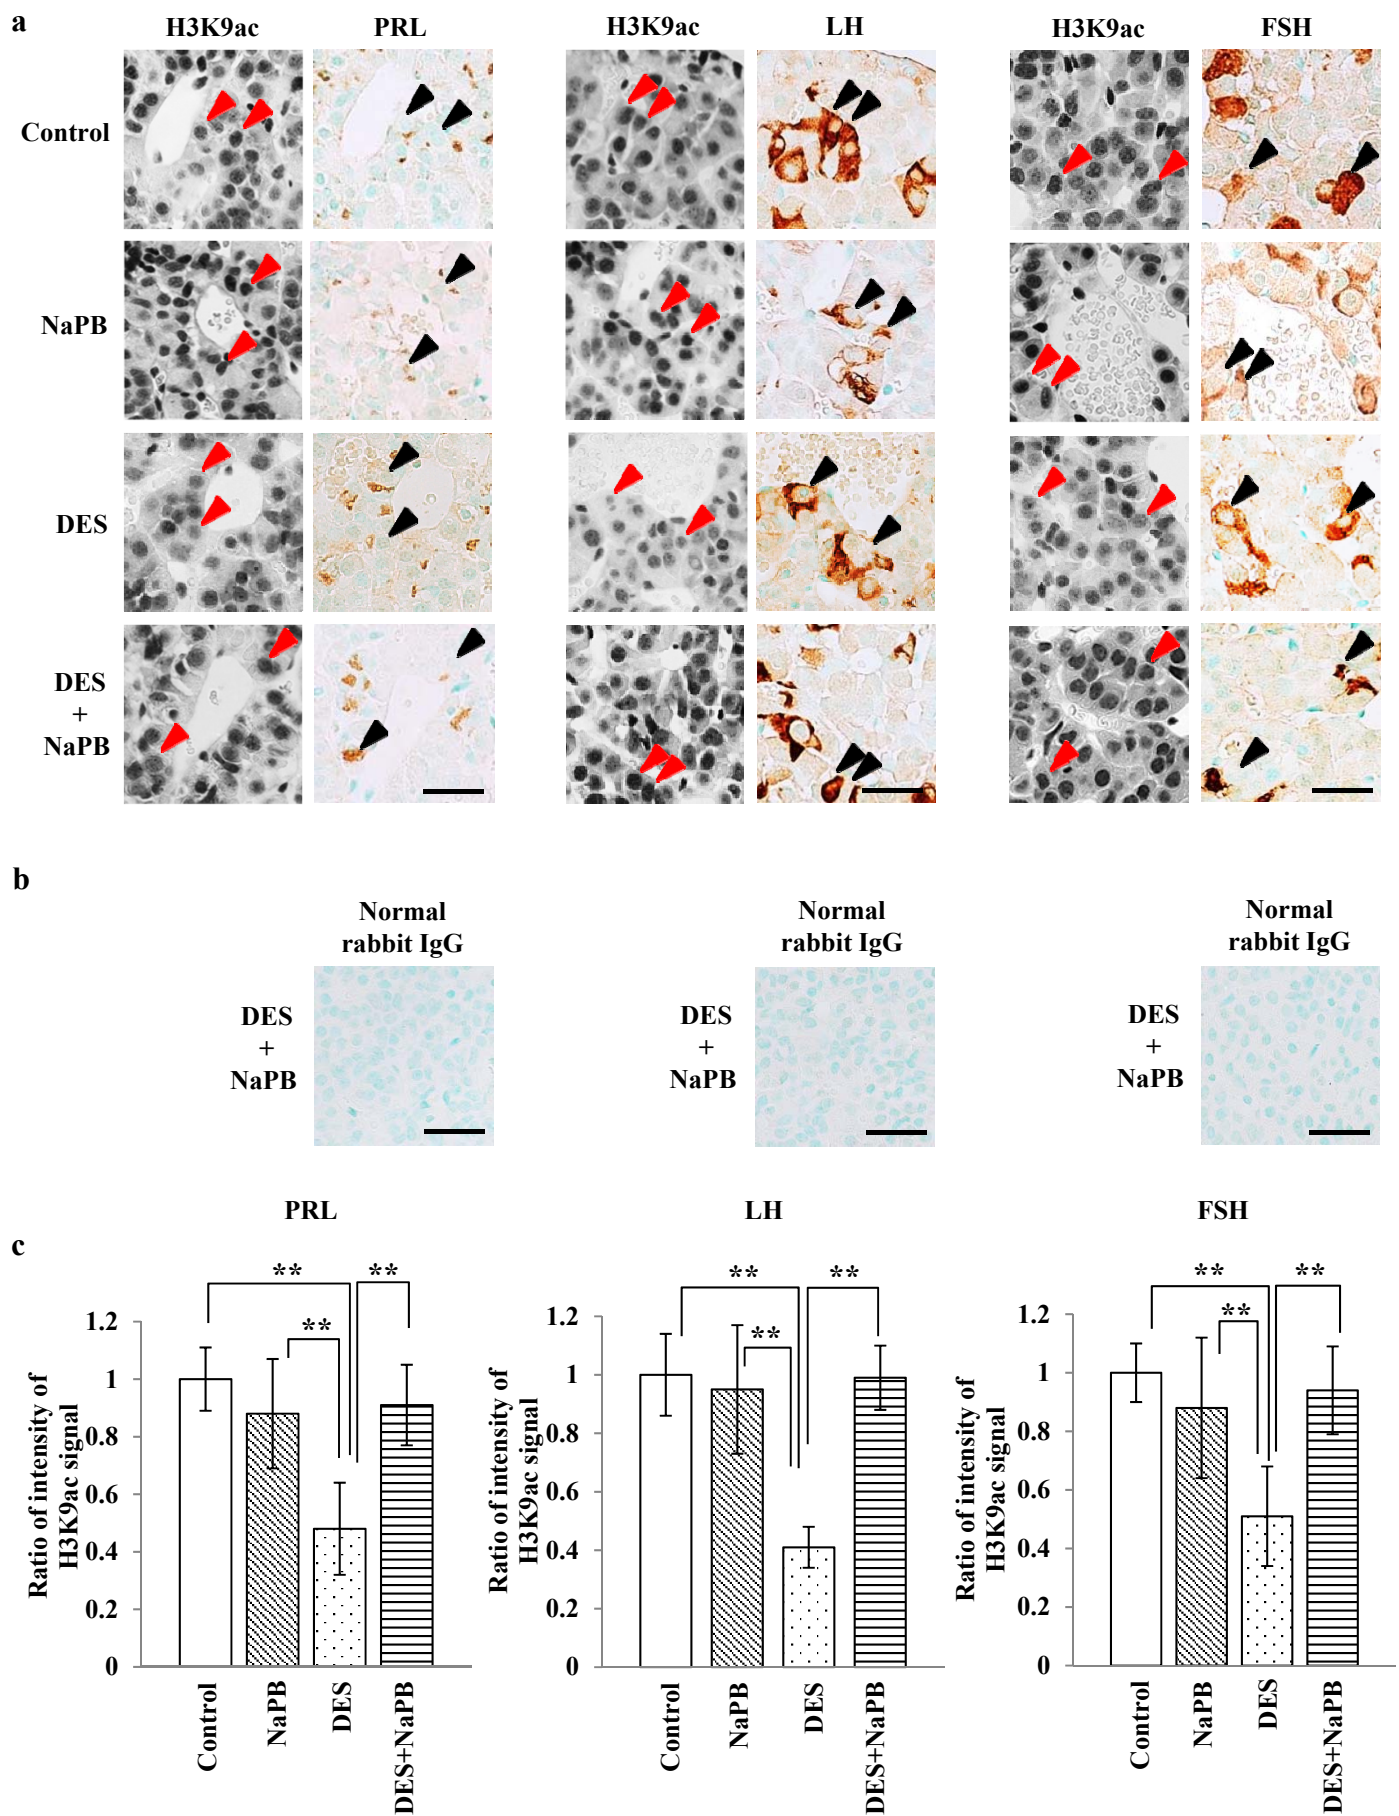 a
H3K9ac PRL H3K9ac LH H3K9ac FSH
Control
NaPB
DES
DES
+
NaPB
b
Normal
rabbit IgG
Normal
rabbit IgG
Normal
rabbit IgG
DES
+
NaPB
DES
+
NaPB
DES
+
NaPB
c
PRL
** **
**
Ratio of intensity of
H3K9ac signal
1.2
1
0.8
0.6
0.4
0.2
0
Control
NaPB
DES
DES+NaPB
LH
** **
**
Ratio of intensity of
H3K9ac signal
1.2
1
0.8
0.6
0.4
0.2
0
Control
NaPB
DES
DES+NaPB
FSH
** **
**
Ratio of intensity of
H3K9ac signal
1.2
1
0.8
0.6
0.4
0.2
0
Control
NaPB
DES
DES+NaPB